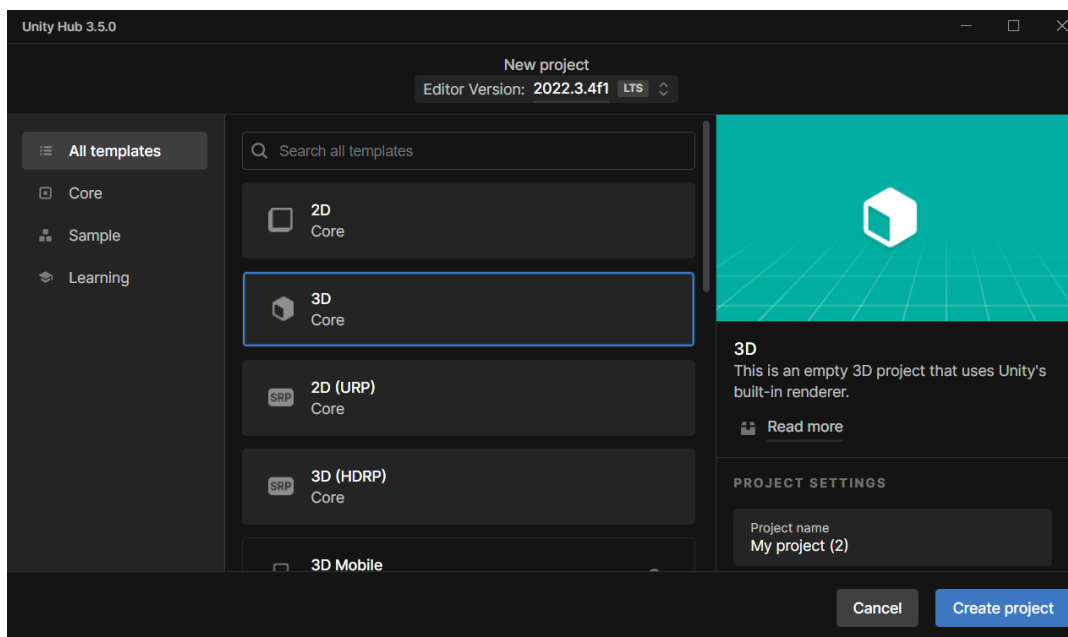 Unity Hub 3.5.0
New project
Editor Version: 2022.3.4f1 LTS
All templates
Core
Sample
Learning
Search all templates
2D
Core
3D
Core
SRP
2D (URP)
Core
SRP
3D (HDRP)
Core
3D Mobile
3D
This is an empty 3D project that uses Unity's
built-in renderer.
Read more
PROJECT SETTINGS
Project name
My project (2)
Cancel
Create project